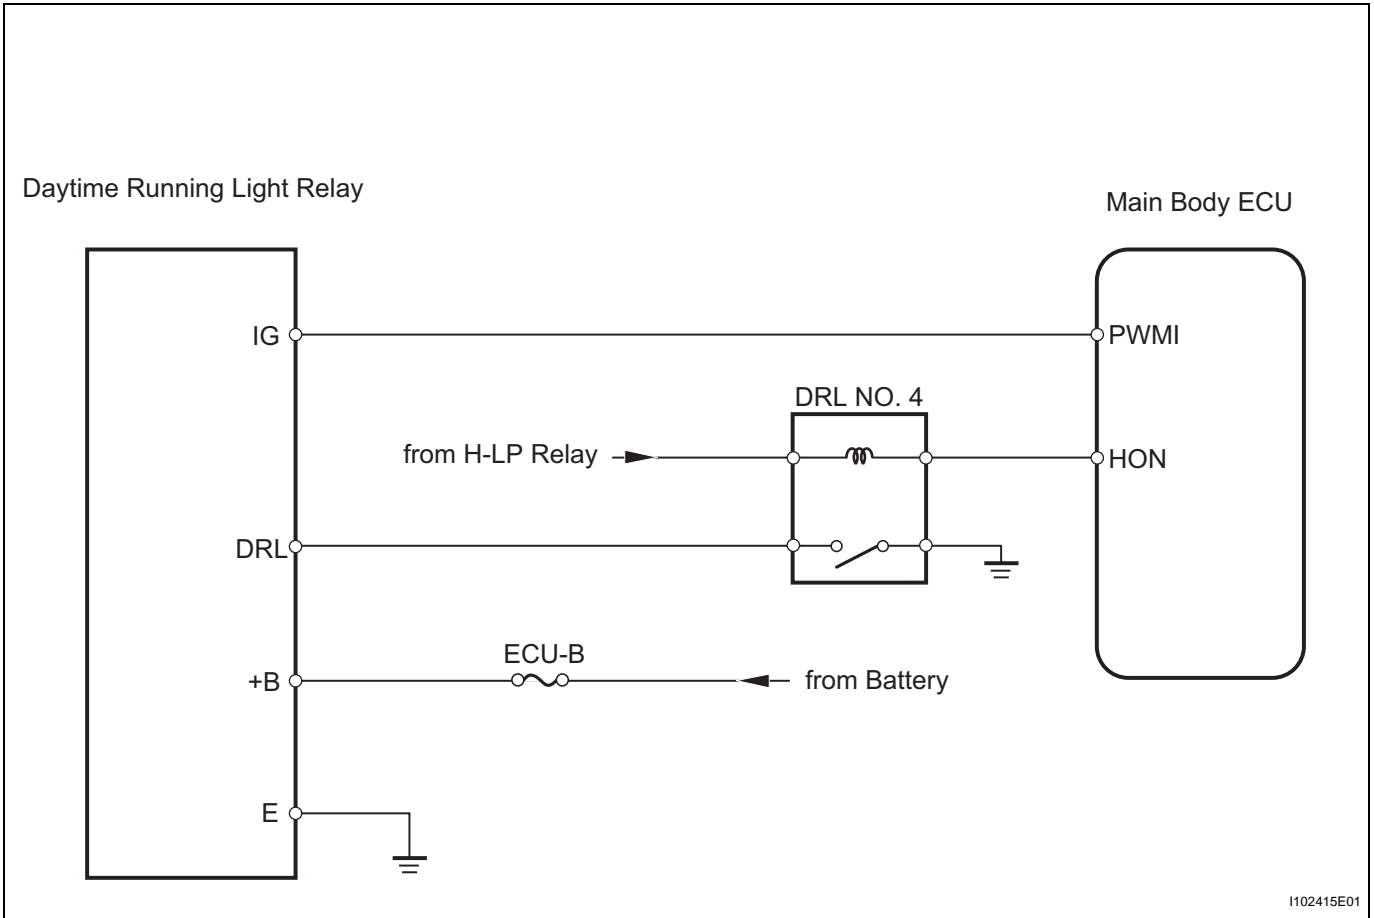 Daytime Running Light Relay
Main Body ECU
IG
PWMI
DRL NO. 4
from H-LP Relay
HON
DRL
ECU-B
+B
from Battery
E
I102415E01